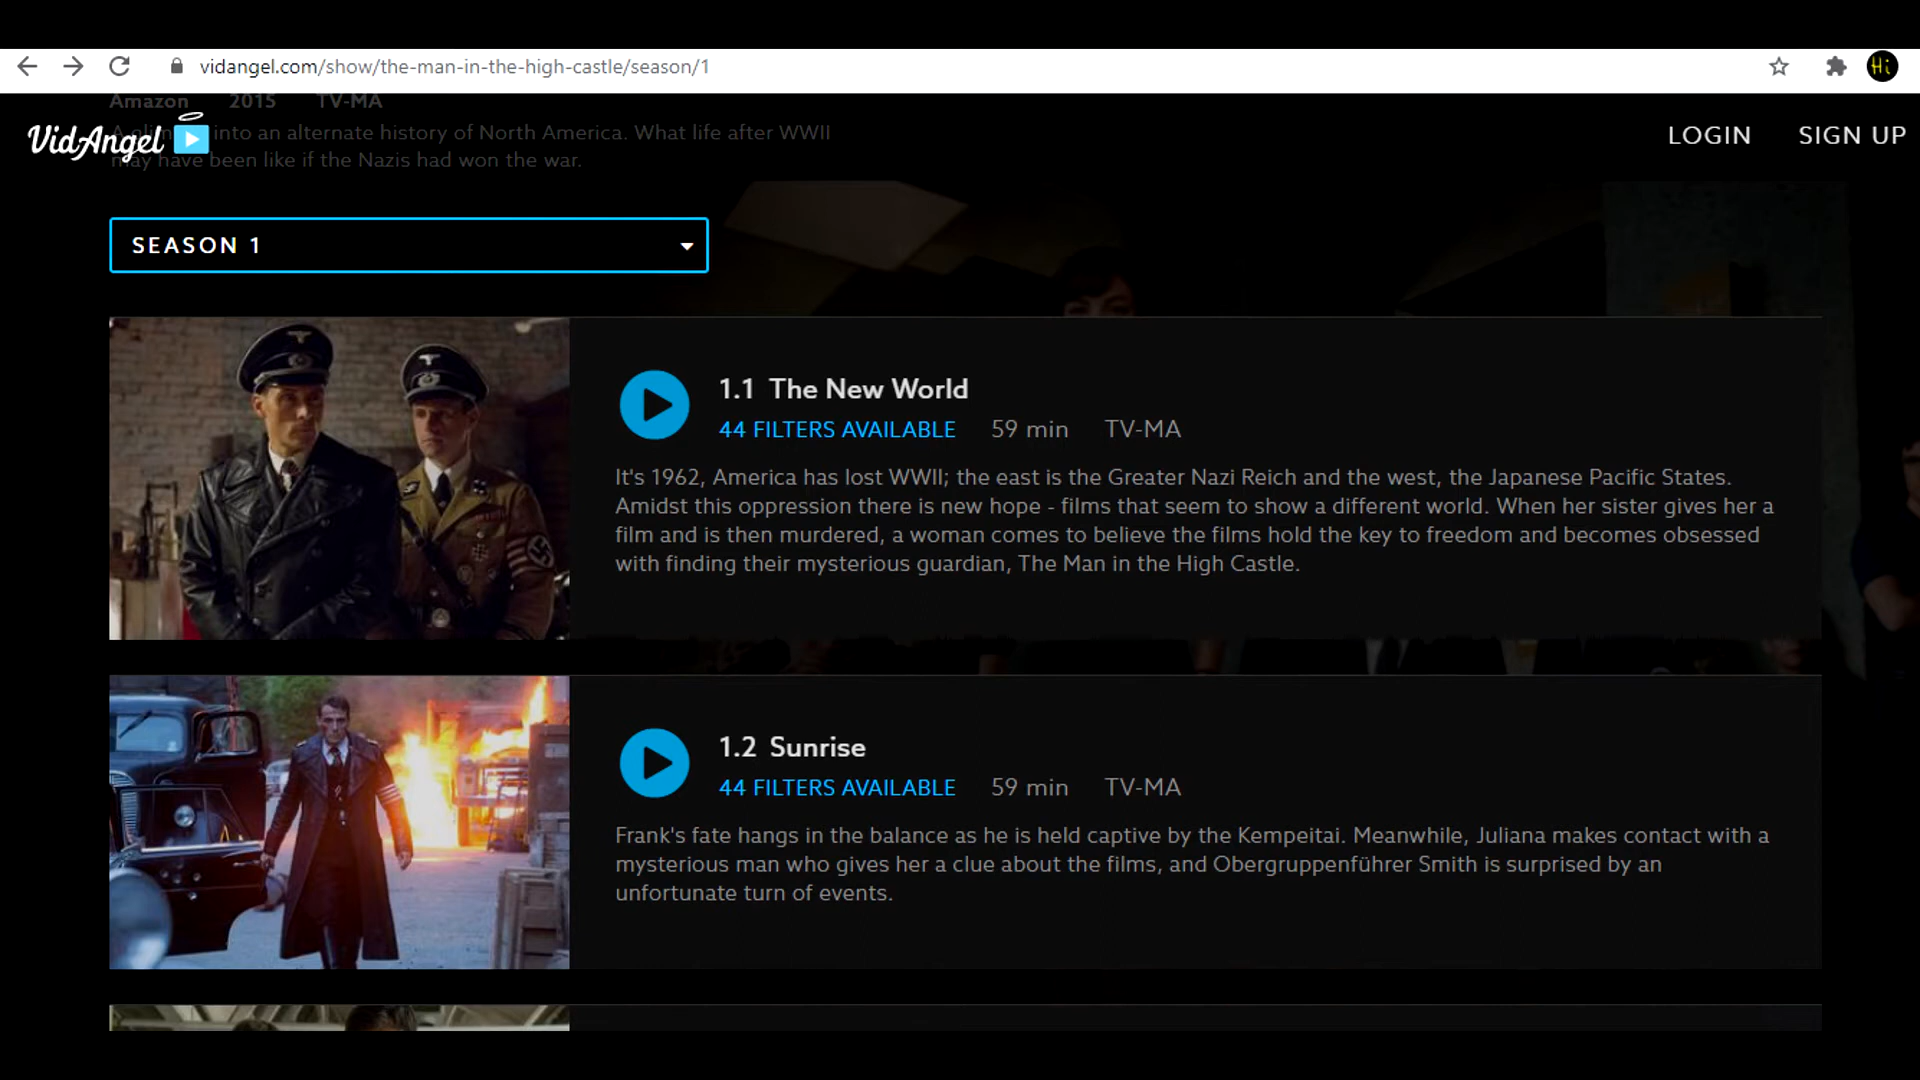 vidangel.com/show/the-man-in-the-high-castle/season/1
Hi
Amazon 2015 TV-MA
VidAngel
into an alternate history of North America. What life after WWII
may have been like if the Nazis had won the war.
LOGIN SIGN UP
SEASON 1
1.1 The New World
44 FILTERS AVAILABLE 59 min TV-MA
It's 1962, America has lost WWII; the east is the Greater Nazi Reich and the west, the Japanese Pacific States.
Amidst this oppression there is new hope - films that seem to show a different world. When her sister gives her a
film and is then murdered, a woman comes to believe the films hold the key to freedom and becomes obsessed
with finding their mysterious guardian, The Man in the High Castle.
1.2 Sunrise
44 FILTERS AVAILABLE 59 min TV-MA
Frank's fate hangs in the balance as he is held captive by the Kempeitai. Meanwhile, Juliana makes contact with a
mysterious man who gives her a clue about the films, and Obergruppenführer Smith is surprised by an
unfortunate turn of events.